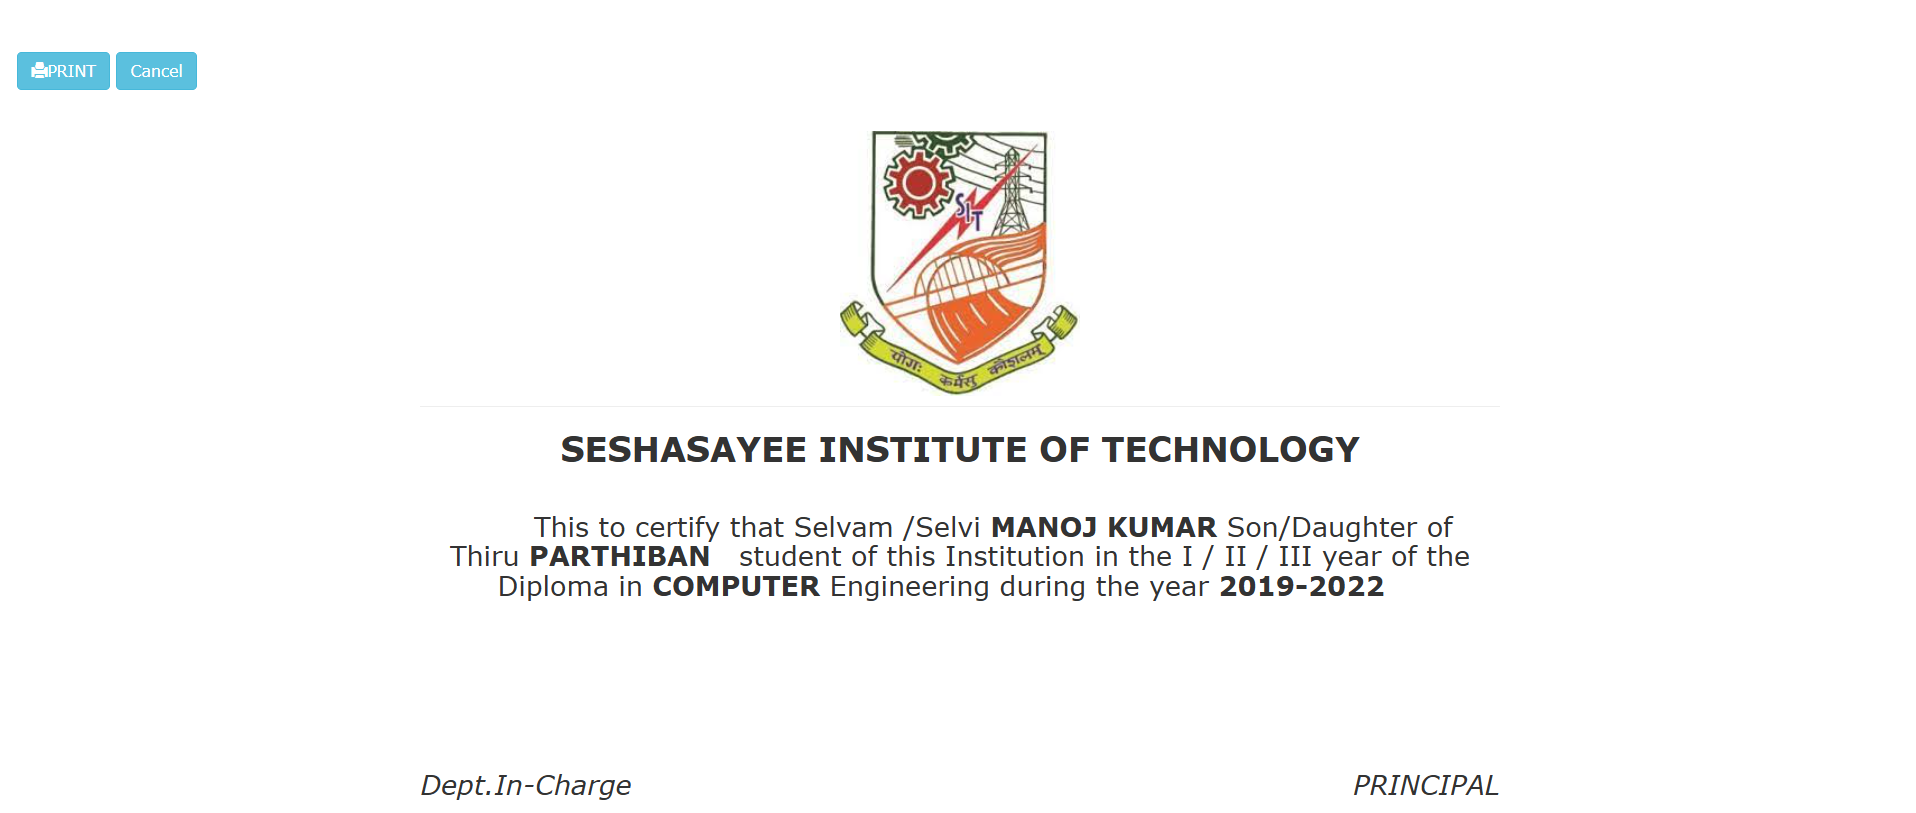 PRINT Cancel
SIT
योगः कर्मसु कौशलम्
SESHASAYEE INSTITUTE OF TECHNOLOGY
This to certify that Selvam /Selvi MANOJ KUMAR Son/Daughter of
Thiru PARTHIBAN student of this Institution in the I / II / III year of the
Diploma in COMPUTER Engineering during the year 2019-2022
Dept.In-Charge PRINCIPAL